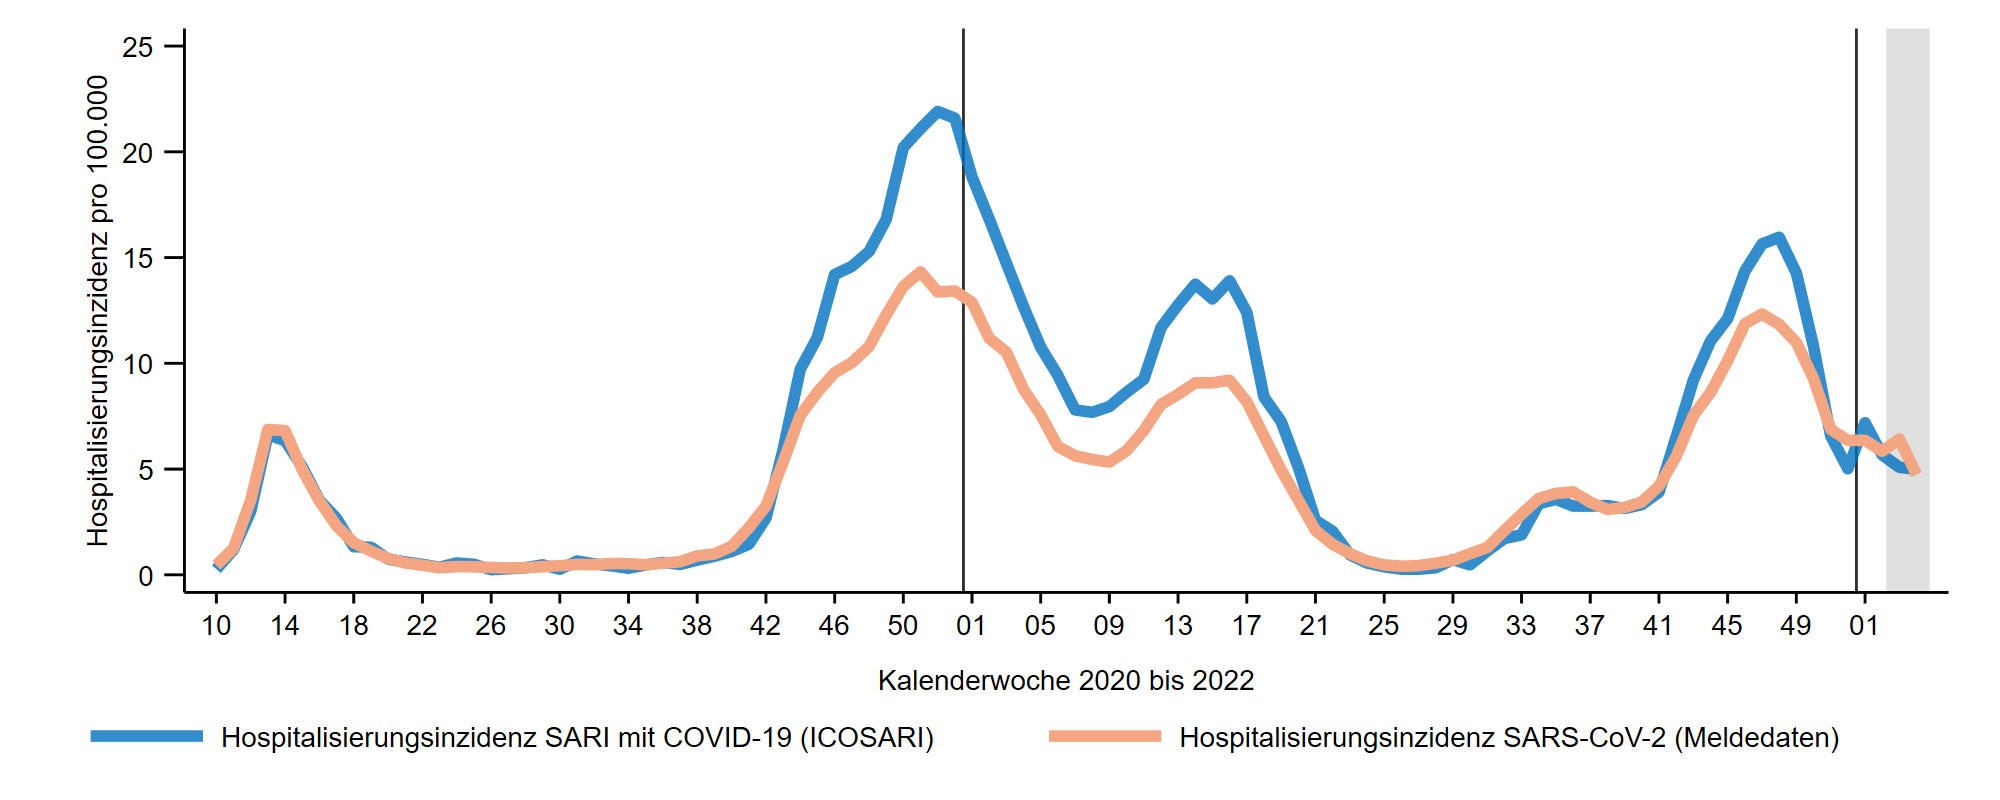 Hospitalisierungsinzidenz pro 100.000
25
20
15
10
5
0
10 14 18 22 26 30 34 38 42 46 50 01 05 09 13 17 21 25 29 33 37 41 45 49 01
Kalenderwoche 2020 bis 2022
Hospitalisierungsinzidenz SARI mit COVID-19 (ICOSARI) Hospitalisierungsinzidenz SARS-CoV-2 (Meldedaten)